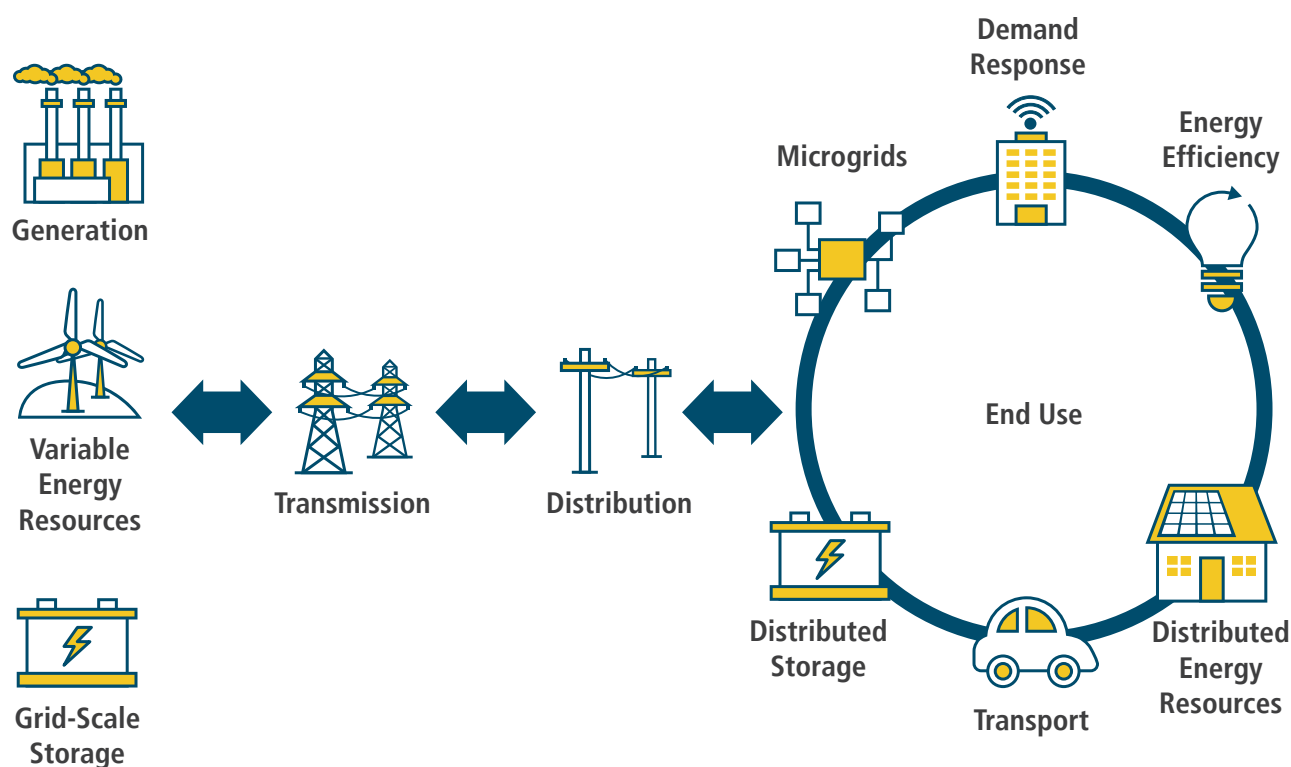 Generation
Variable
Energy
Resources
Grid-Scale
Storage
Transmission
Distribution
End Use
Microgrids
Demand
Response
Energy
Efficiency
Distributed
Energy
Resources
Transport
Distributed
Storage